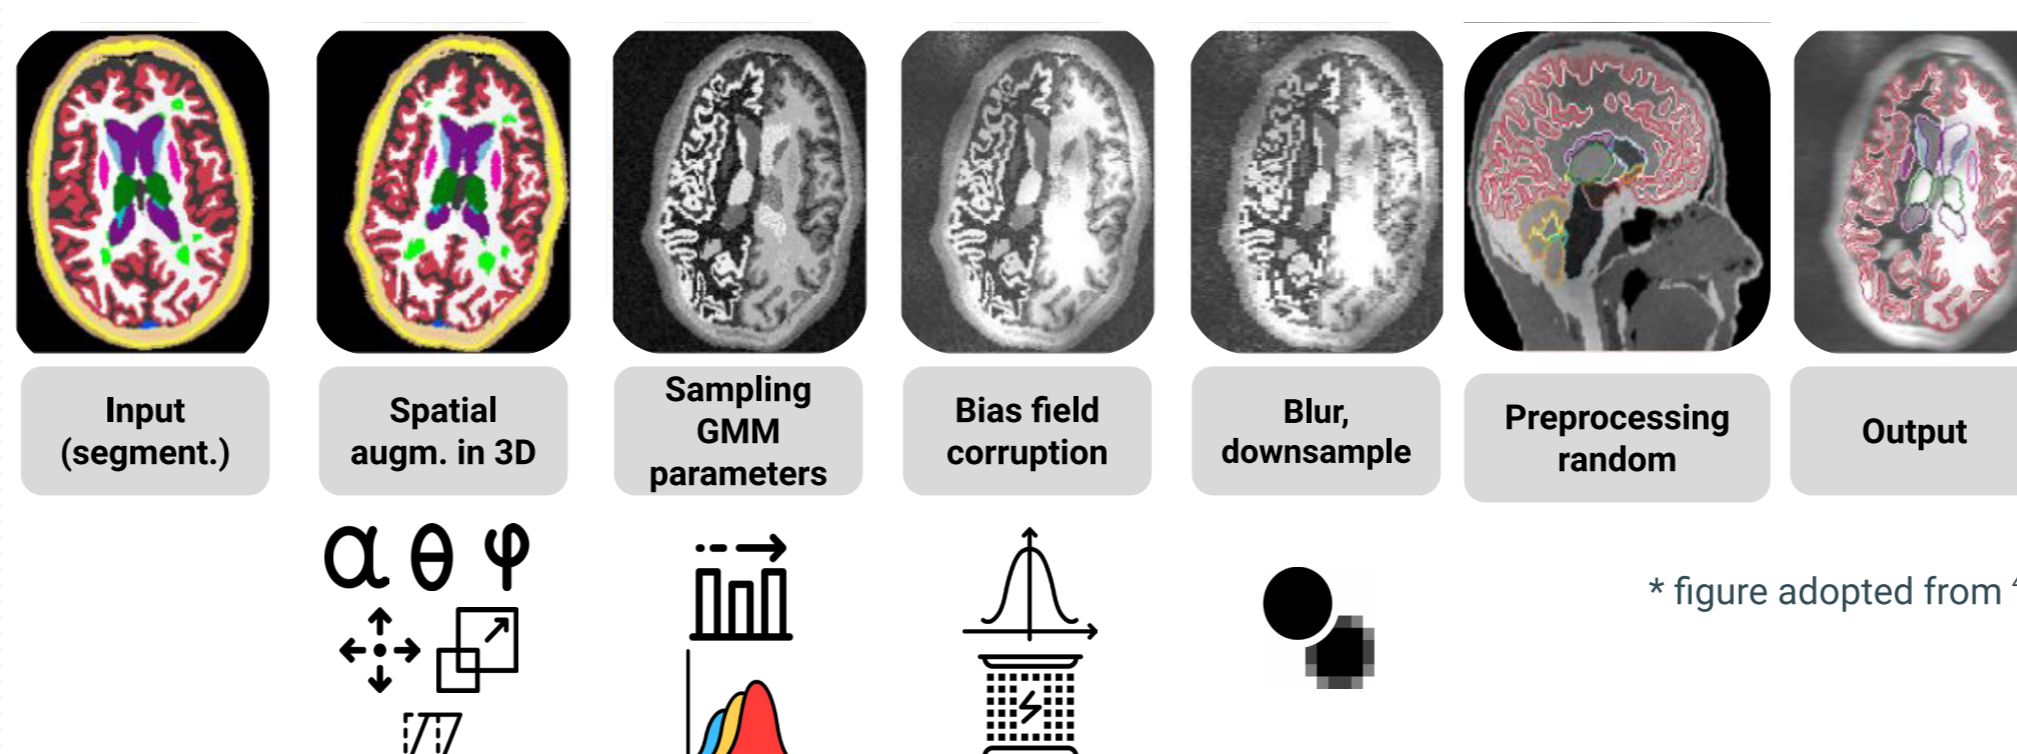 Input
(segment.)
Spatial
augm. in 3D
Sampling
GMM
parameters
Bias field
corruption
Blur,
downsample
Preprocessing
random
Output
α θ φ
* figure adopted from